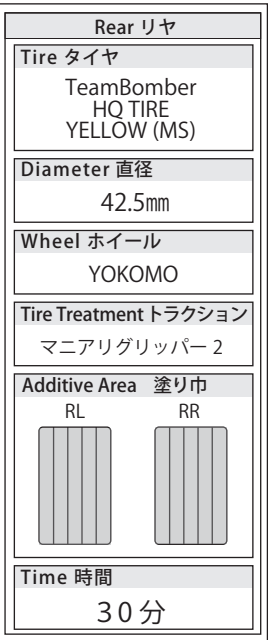 Rear リヤ
Tire タイヤ
TeamBomber
HQ TIRE
YELLOW (MS)
Diameter 直径
42.5㎜
Wheel ホイール
YOKOMO
Tire Treatment トラクション
マニアリグリッパー 2
Additive Area 塗り巾
RL RR
Time 時間
30分